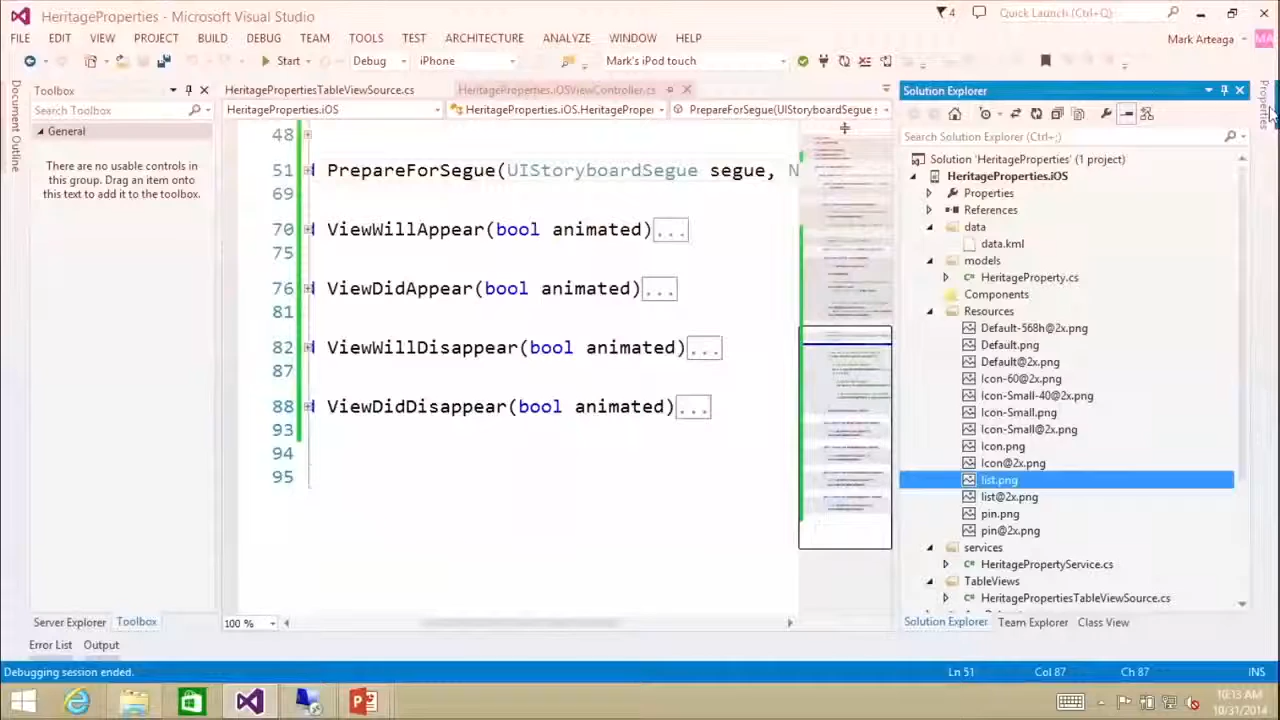 HeritageProperties - Microsoft Visual Studio
4
Quick Launch (Ctrl+Q)
FILE EDIT VIEW PROJECT BUILD DEBUG TEAM TOOLS TEST ARCHITECTURE ANALYZE WINDOW HELP
Mark Arteaga
MA
Start Debug iPhone Mark's iPod touch
Document Outline
Toolbox
Search Toolbox
General
There are no usable controls in
this group. Drag an item onto
this text to add it to the toolbox.
Server Explorer Toolbox
HeritagePropertiesTableViewSource.cs HeritageProperties.iOSViewController.cs
HeritageProperties.iOS HeritageProperties.iOS.HeritageProper PrepareForSegue(UIStoryboardSegue s
48
51 PrepareForSegue(UIStoryboardSegue segue, N
69
70 ViewWillAppear(bool animated)...
75
76 ViewDidAppear(bool animated)...
81
82 ViewWillDisappear(bool animated)...
87
88 ViewDidDisappear(bool animated)...
93
94
95
100 %
Solution Explorer
Search Solution Explorer (Ctrl+;)
Solution 'HeritageProperties' (1 project)
HeritageProperties.iOS
Properties
References
data
data.kml
models
HeritageProperty.cs
Components
Resources
Default-568h@2x.png
Default.png
Default@2x.png
Icon-60@2x.png
Icon-Small-40@2x.png
Icon-Small.png
Icon-Small@2x.png
Icon.png
Icon@2x.png
list.png
list@2x.png
pin.png
pin@2x.png
services
HeritagePropertyService.cs
TableViews
HeritagePropertiesTableViewSource.cs
Solution Explorer Team Explorer Class View
Properties
Error List Output
Debugging session ended. Ln 51 Col 87 Ch 87 INS
10:13 AM
10/31/2014